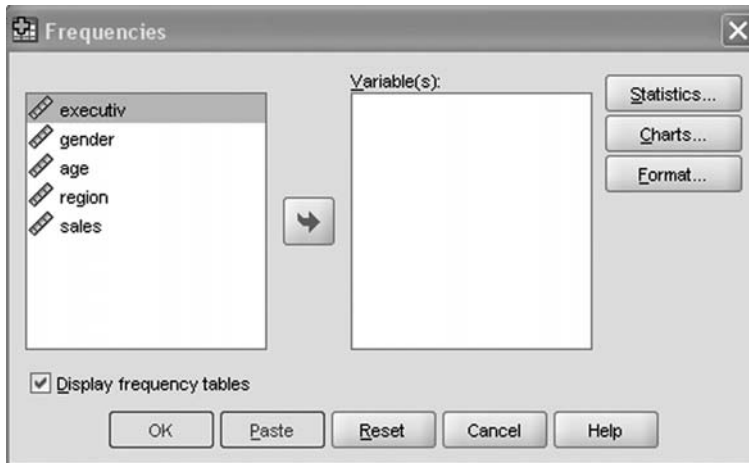 Frequencies
Variable(s):
executiv
gender
age
region
sales
Statistics...
Charts...
Format...
Display frequency tables
OK Paste Reset Cancel Help